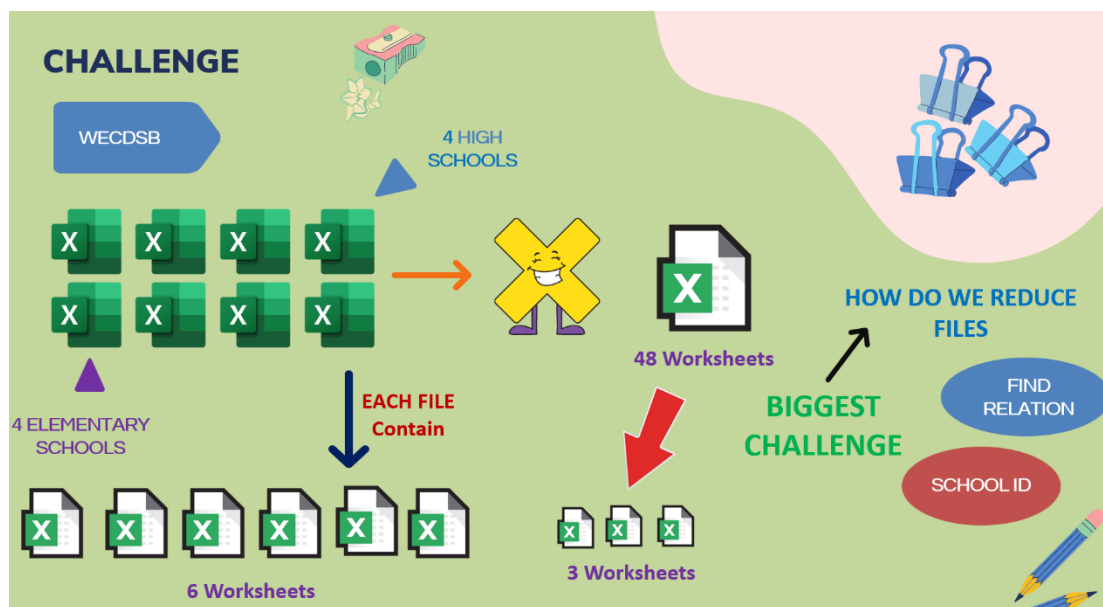 CHALLENGE
WECDSB
4 HIGH
SCHOOLS
X
X
X
X
X
X
X
X
4 ELEMENTARY
SCHOOLS
EACH FILE
Contain
X
X
X
X
X
X
6 Worksheets
X
48 Worksheets
X
X
X
3 Worksheets
HOW DO WE REDUCE
FILES
BIGGEST
CHALLENGE
FIND
RELATION
SCHOOL ID